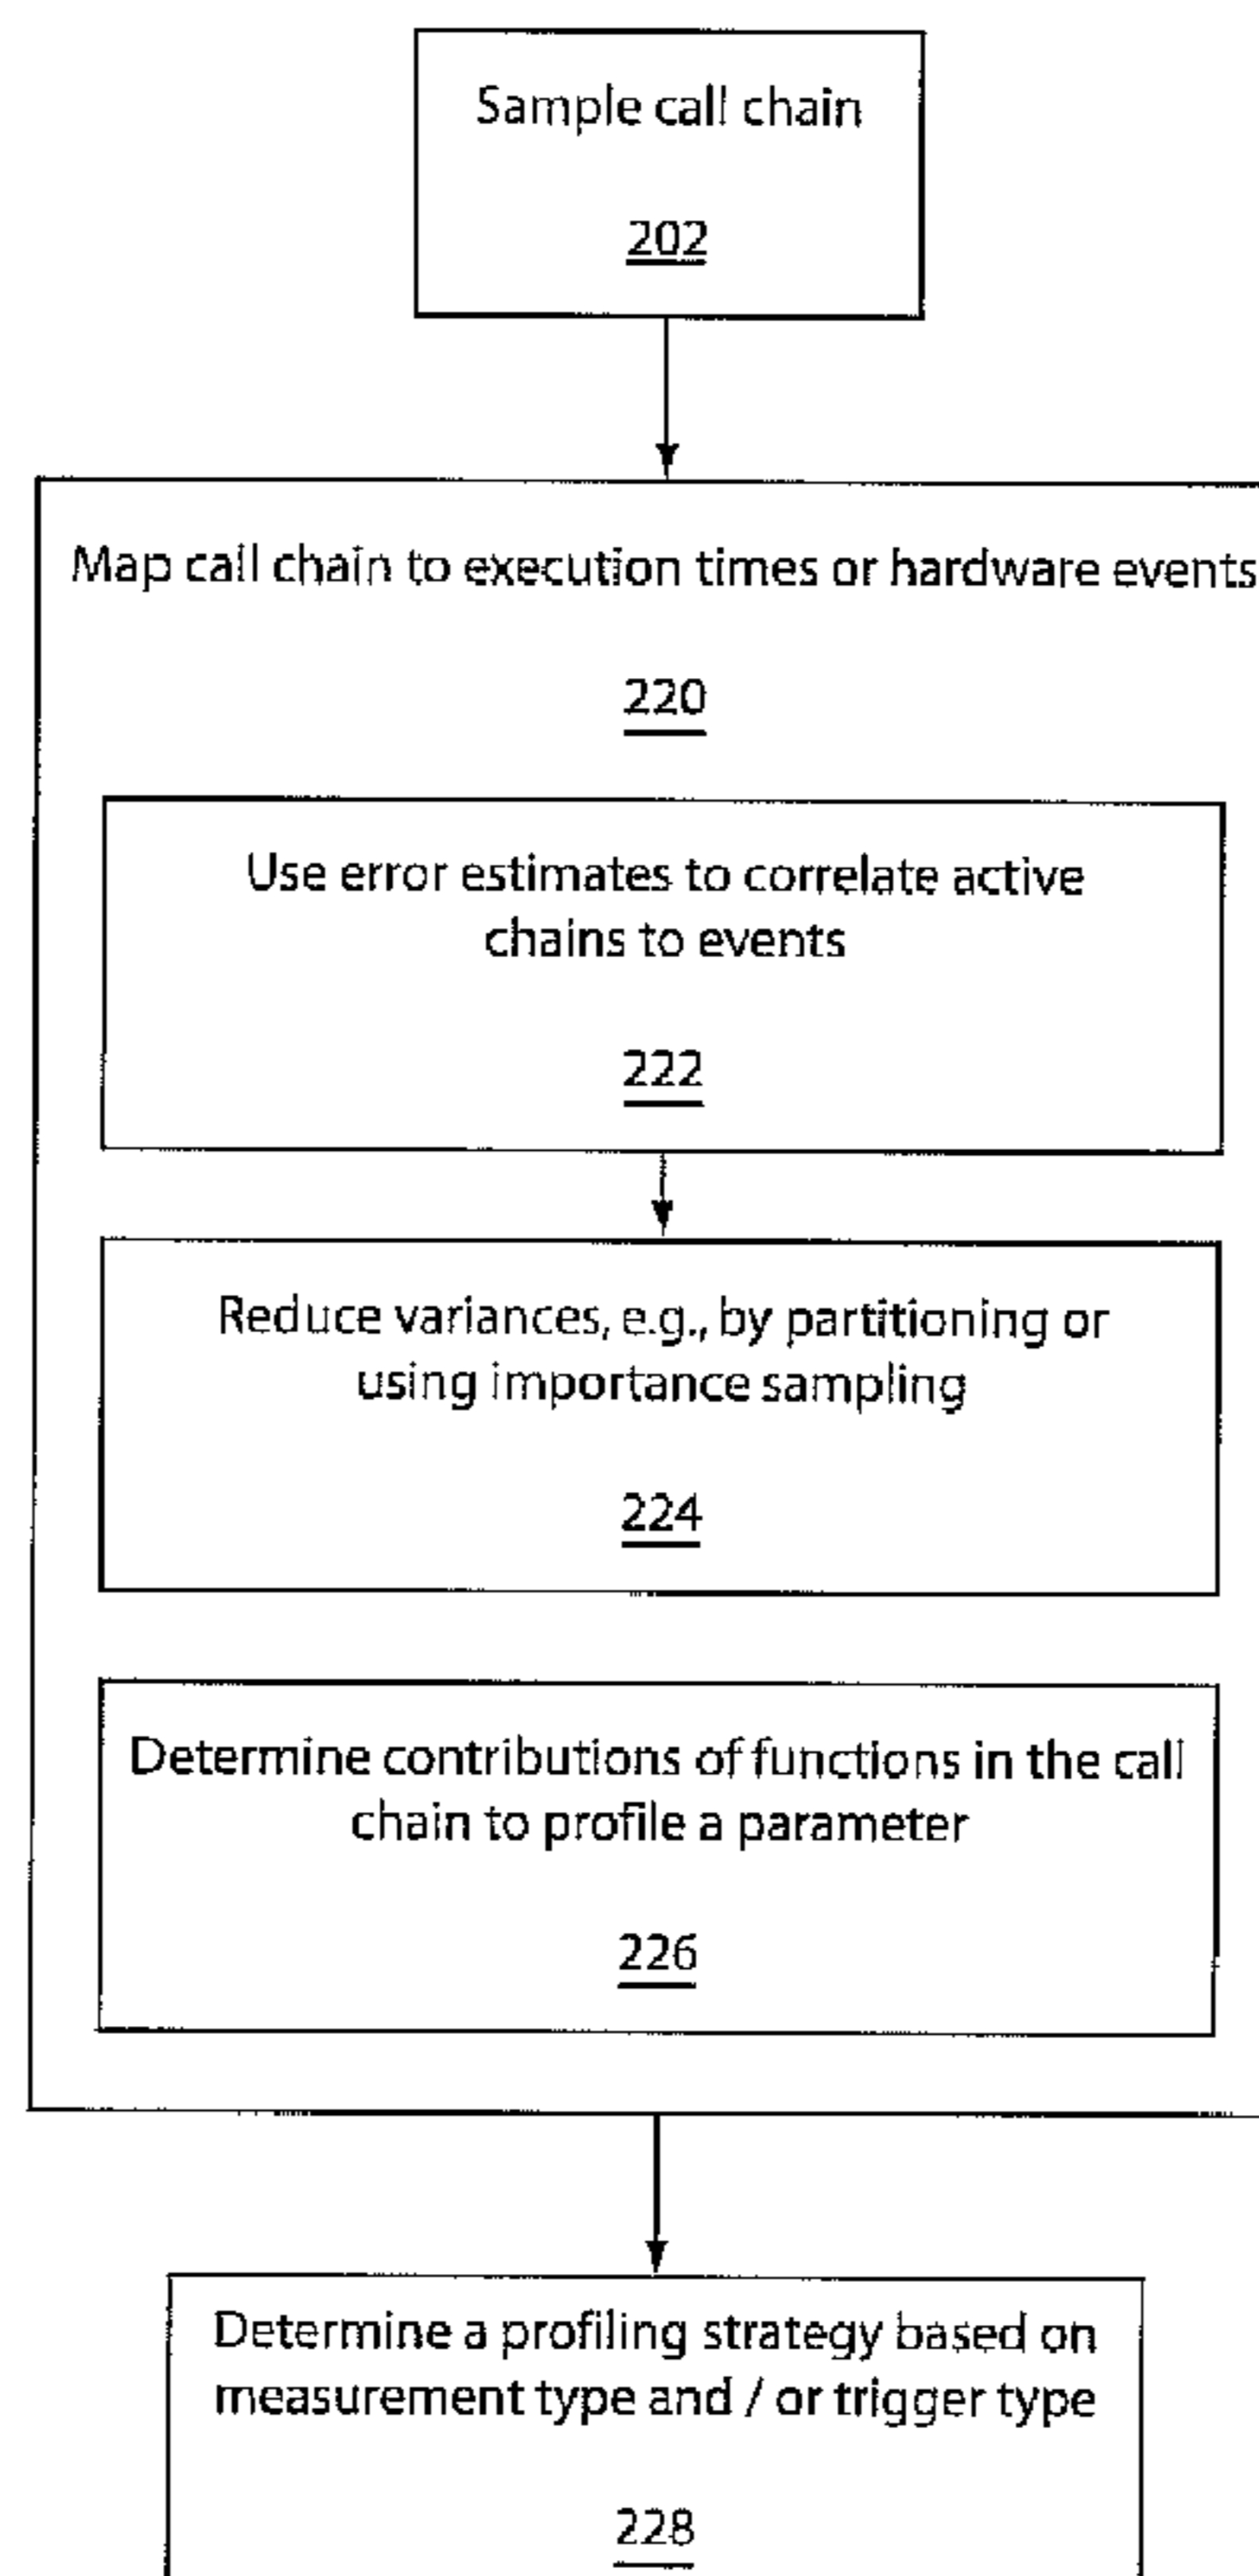 Sample call chain
202
Map call chain to execution times or hardware events
220
Use error estimates to correlate active
chains to events
222
Reduce variances, e.g., by partitioning or
using importance sampling
224
Determine contributions of functions in the call
chain to profile a parameter
226
Determine a profiling strategy based on
measurement type and / or trigger type
228